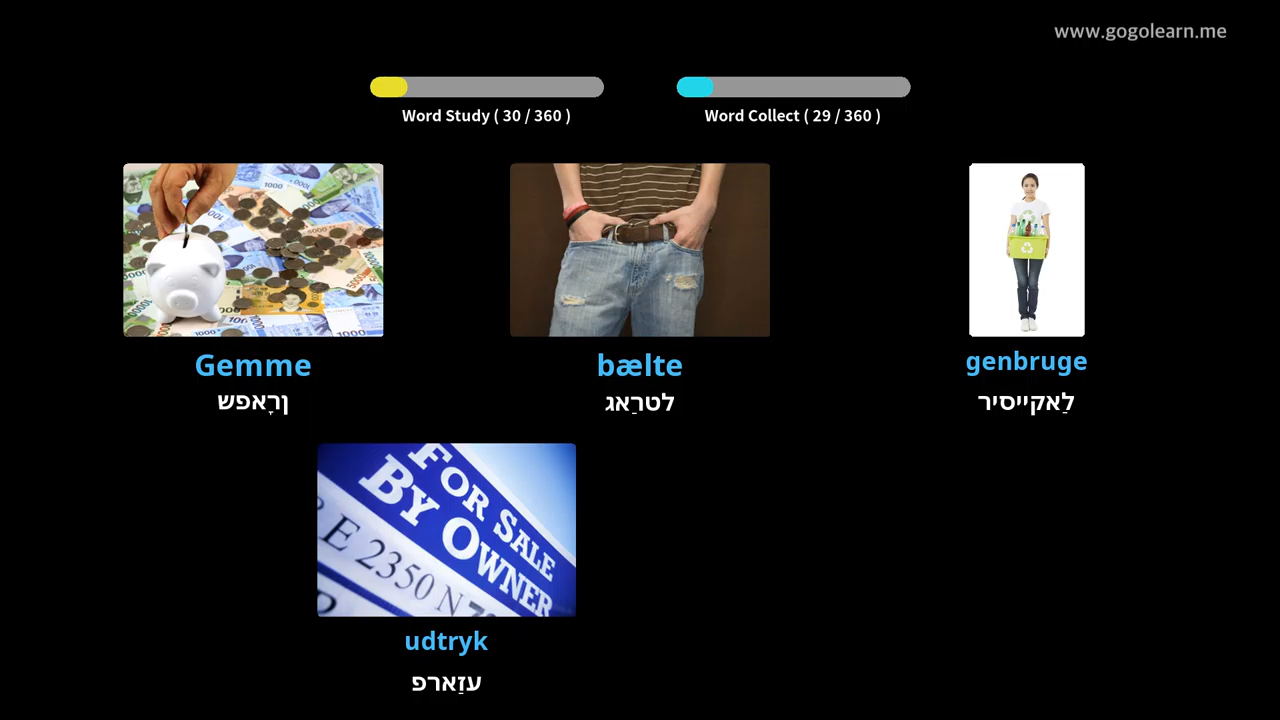 www.gogolearn.me
Word Study ( 30 / 360 )
Word Collect ( 29 / 360 )
Gemme
ןרָאפש
bælte
לטרַאג
genbruge
לַאקייסיר
FOR SALE
BY OWNER
E 2350 N
udtryk
עזַארפ